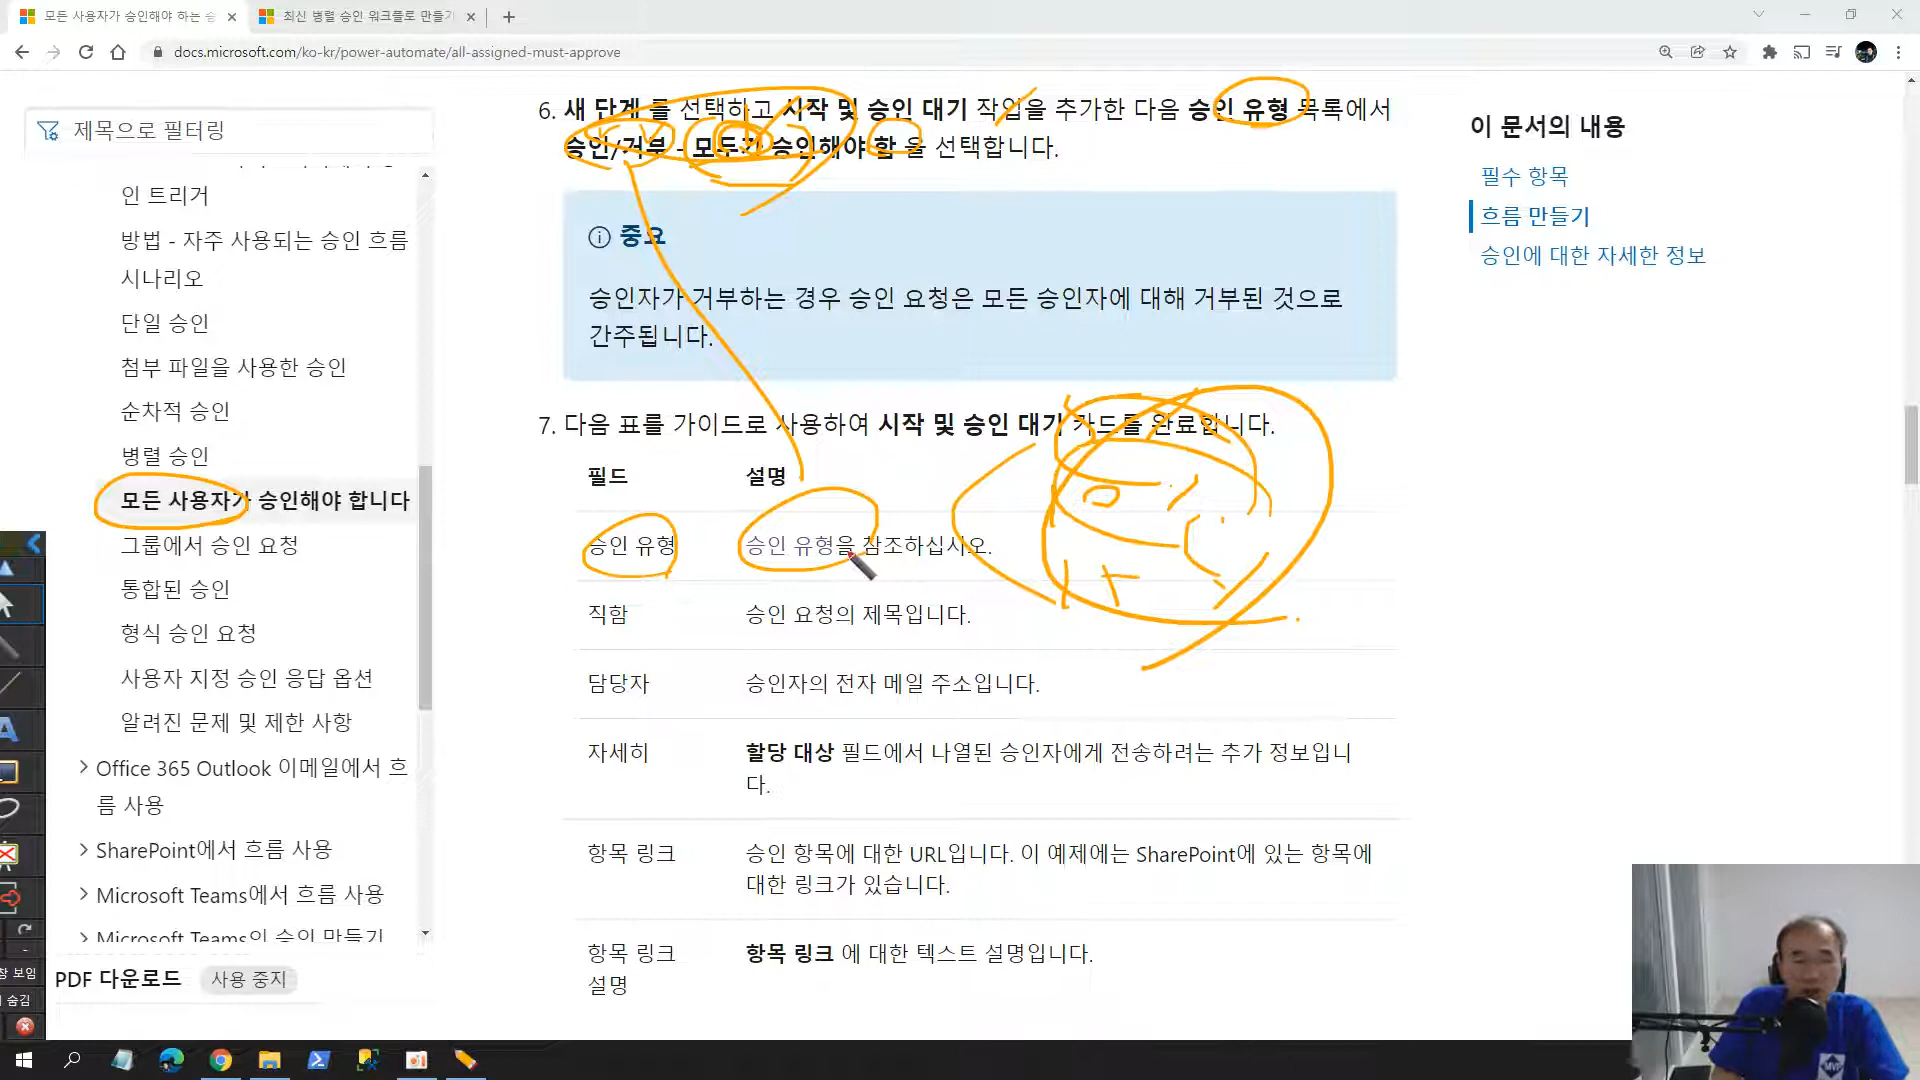 모든 사용자가 승인해야 하는 승
최신 병렬 승인 워크플로 만들기
docs.microsoft.com/ko-kr/power-automate/all-assigned-must-approve
제목으로 필터링
인 트리거
방법 - 자주 사용되는 승인 흐름
시나리오
단일 승인
첨부 파일을 사용한 승인
순차적 승인
병렬 승인
모든 사용자가 승인해야 합니다
그룹에서 승인 요청
통합된 승인
형식 승인 요청
사용자 지정 승인 응답 옵션
알려진 문제 및 제한 사항
Office 365 Outlook 이메일에서 흐
름 사용
SharePoint에서 흐름 사용
Microsoft Teams에서 흐름 사용
Microsoft Teams의 승인 만들기
PDF 다운로드
사용 중지
6. 새 단계 를 선택하고 시작 및 승인 대기 작업을 추가한 다음 승인 유형 목록에서
승인/거부 - 모두가 승인해야 함 을 선택합니다.
중요
승인자가 거부하는 경우 승인 요청은 모든 승인자에 대해 거부된 것으로
간주됩니다.
7. 다음 표를 가이드로 사용하여 시작 및 승인 대기 카드를 완료합니다.
필드 설명
승인 유형 승인 유형을 참조하십시오.
직함 승인 요청의 제목입니다.
담당자 승인자의 전자 메일 주소입니다.
자세히 할당 대상 필드에서 나열된 승인자에게 전송하려는 추가 정보입니
다.
항목 링크 승인 항목에 대한 URL입니다. 이 예제에는 SharePoint에 있는 항목에
대한 링크가 있습니다.
항목 링크 항목 링크 에 대한 텍스트 설명입니다.
설명
이 문서의 내용
필수 항목
흐름 만들기
승인에 대한 자세한 정보
창 보임
숨김
MVP